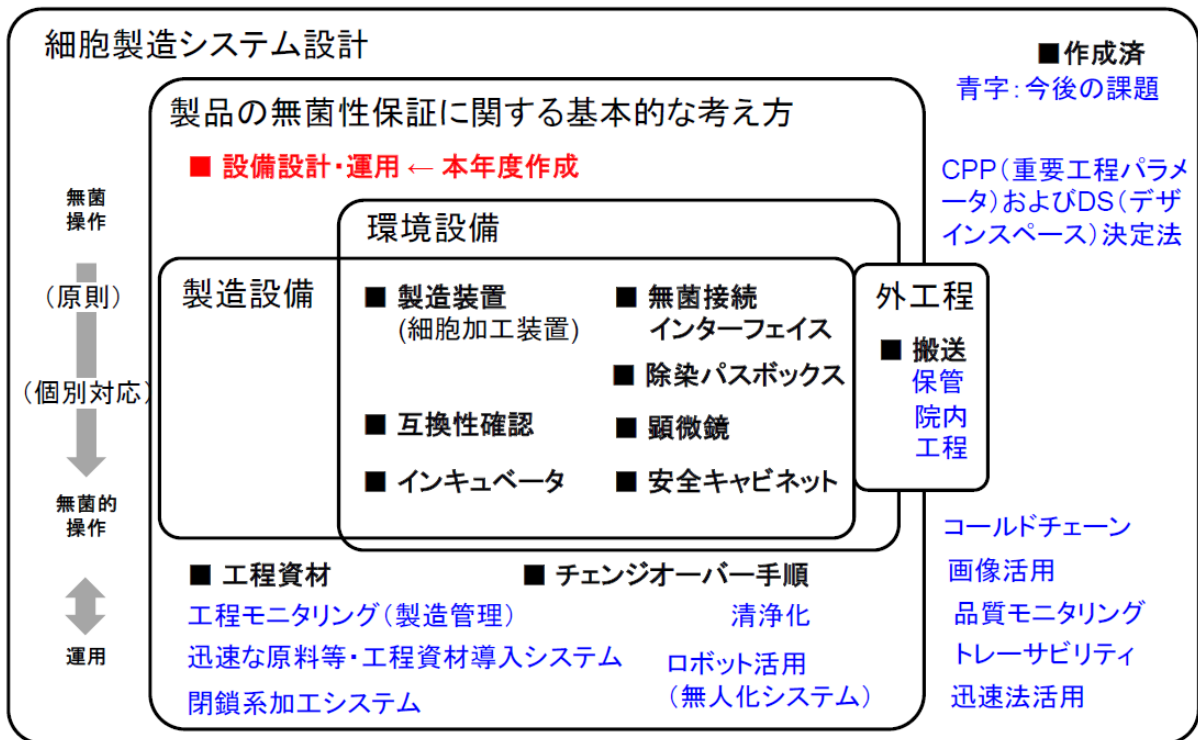 細胞製造システム設計
■作成済
青字：今後の課題
製品の無菌性保証に関する基本的な考え方
■ 設備設計・運用 ← 本年度作成
CPP（重要工程パラメ
ータ）およびDS（デザ
インスペース）決定法
無菌
操作
（原則）
（個別対応）
無菌的
操作
運用
環境設備
製造設備
■ 製造装置
(細胞加工装置)
■ 互換性確認
■ インキュベータ
■ 無菌接続
インターフェイス
■ 除染パスボックス
■ 顕微鏡
■ 安全キャビネット
外工程
■ 搬送
保管
院内
工程
■ 工程資材
■ チェンジオーバー手順
工程モニタリング（製造管理）
清浄化
迅速な原料等・工程資材導入システム
ロボット活用
（無人化システム）
閉鎖系加工システム
コールドチェーン
画像活用
品質モニタリング
トレーサビリティ
迅速法活用